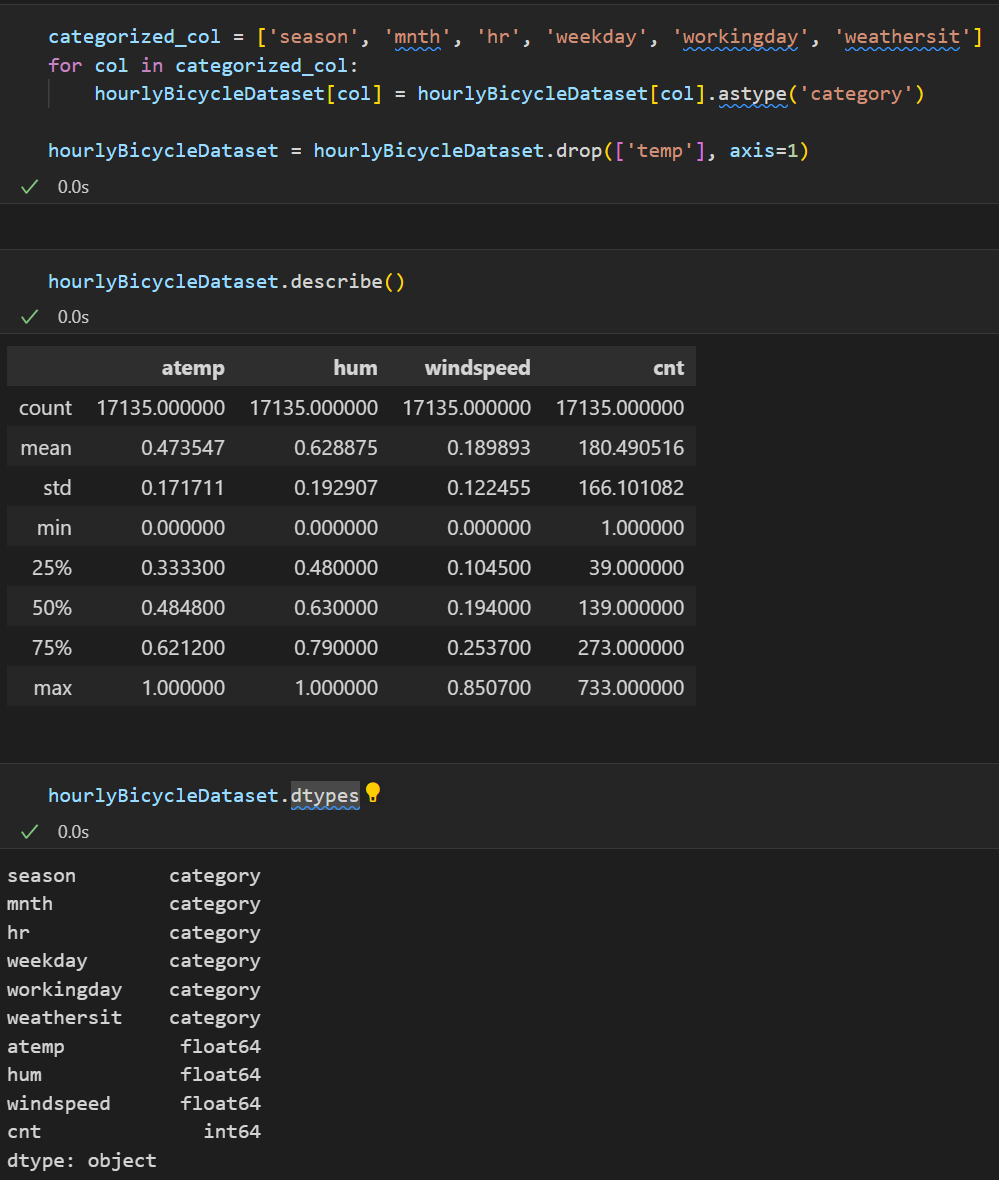 categorized_col = ['season', 'mnth', 'hr', 'weekday', 'workingday', 'weathersit']
for col in categorized_col:
    hourlyBicycleDataset[col] = hourlyBicycleDataset[col].astype('category')
hourlyBicycleDataset = hourlyBicycleDataset.drop(['temp'], axis=1)
0.0s
hourlyBicycleDataset.describe()
0.0s
atemp hum windspeed cnt
count 17135.000000 17135.000000 17135.000000 17135.000000
mean 0.473547 0.628875 0.189893 180.490516
std 0.171711 0.192907 0.122455 166.101082
min 0.000000 0.000000 0.000000 1.000000
25% 0.333300 0.480000 0.104500 39.000000
50% 0.484800 0.630000 0.194000 139.000000
75% 0.621200 0.790000 0.253700 273.000000
max 1.000000 1.000000 0.850700 733.000000
hourlyBicycleDataset.dtypes
0.0s
season category
mnth category
hr category
weekday category
workingday category
weathersit category
atemp float64
hum float64
windspeed float64
cnt int64
dtype: object